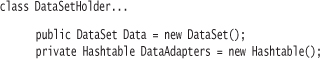 class DataSetHolder...
public DataSet Data = new DataSet();
private Hashtable DataAdapters = new Hashtable();